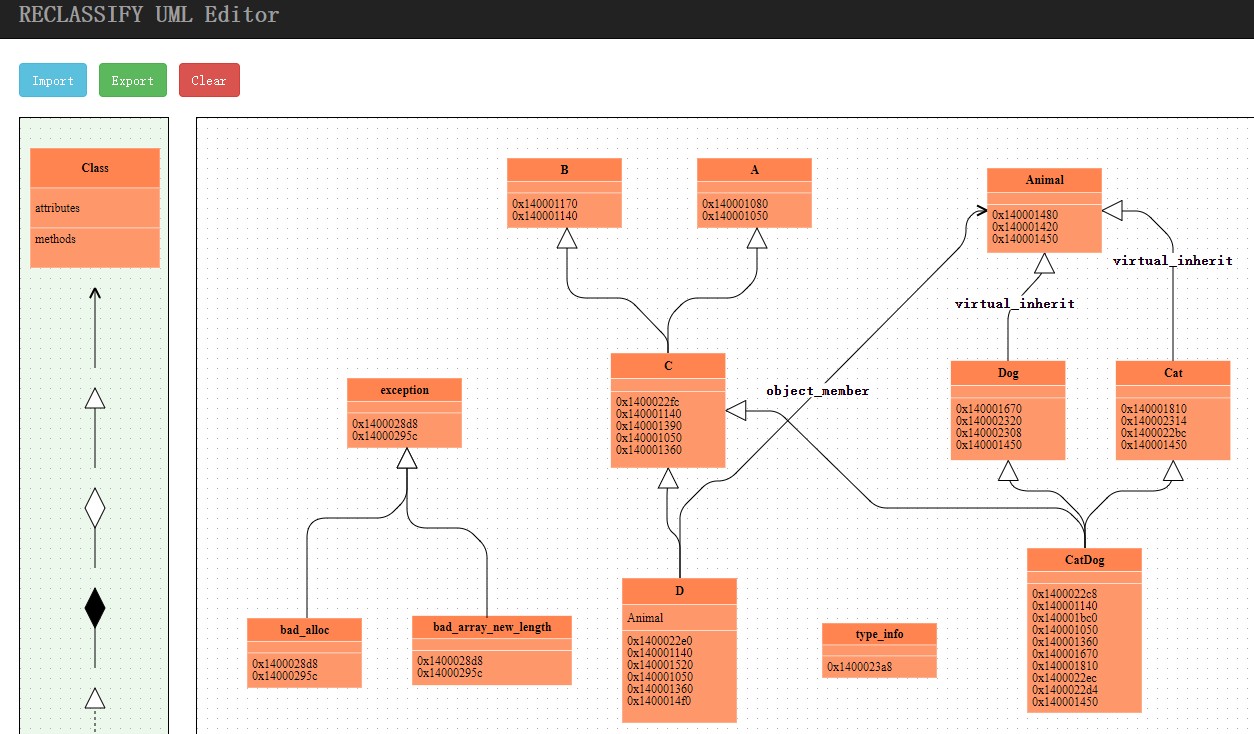 RECLASSIFY UML Editor
Import
Export
Clear
Class
attributes
methods
B
0x140001170
0x140001140
A
0x140001080
0x140001050
Animal
0x140001480
0x140001420
0x140001450
virtual_inherit
virtual_inherit
exception
0x1400028d8
0x14000295c
C
0x1400022fc
0x140001140
0x140001390
0x140001050
0x140001360
object_member
Dog
0x140001670
0x140002320
0x140002308
0x140001450
Cat
0x140001810
0x140002314
0x1400022bc
0x140001450
bad_alloc
0x1400028d8
0x14000295c
bad_array_new_length
0x1400028d8
0x14000295c
D
Animal
0x1400022e0
0x140001140
0x140001520
0x140001050
0x140001360
0x1400014f0
type_info
0x1400023a8
CatDog
0x1400022c8
0x140001140
0x140001bc0
0x140001050
0x140001360
0x140001670
0x140001810
0x1400022ec
0x1400022d4
0x140001450